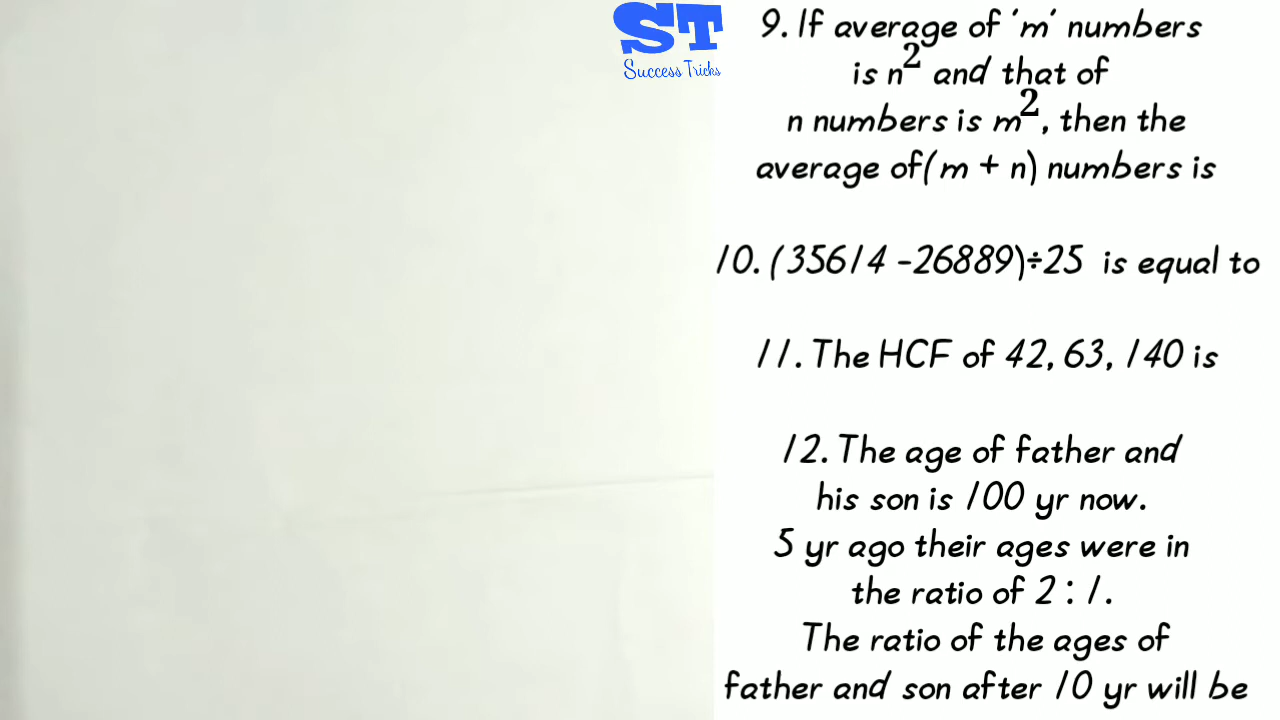 ST
Success Tricks
9. If average of 'm' numbers
is n² and that of
n numbers is m², then the
average of(m + n) numbers is
10. (35614 -26889)÷25 is equal to
11. The HCF of 42, 63, 140 is
12. The age of father and
his son is 100 yr now.
5 yr ago their ages were in
the ratio of 2 : 1.
The ratio of the ages of
father and son after 10 yr will be